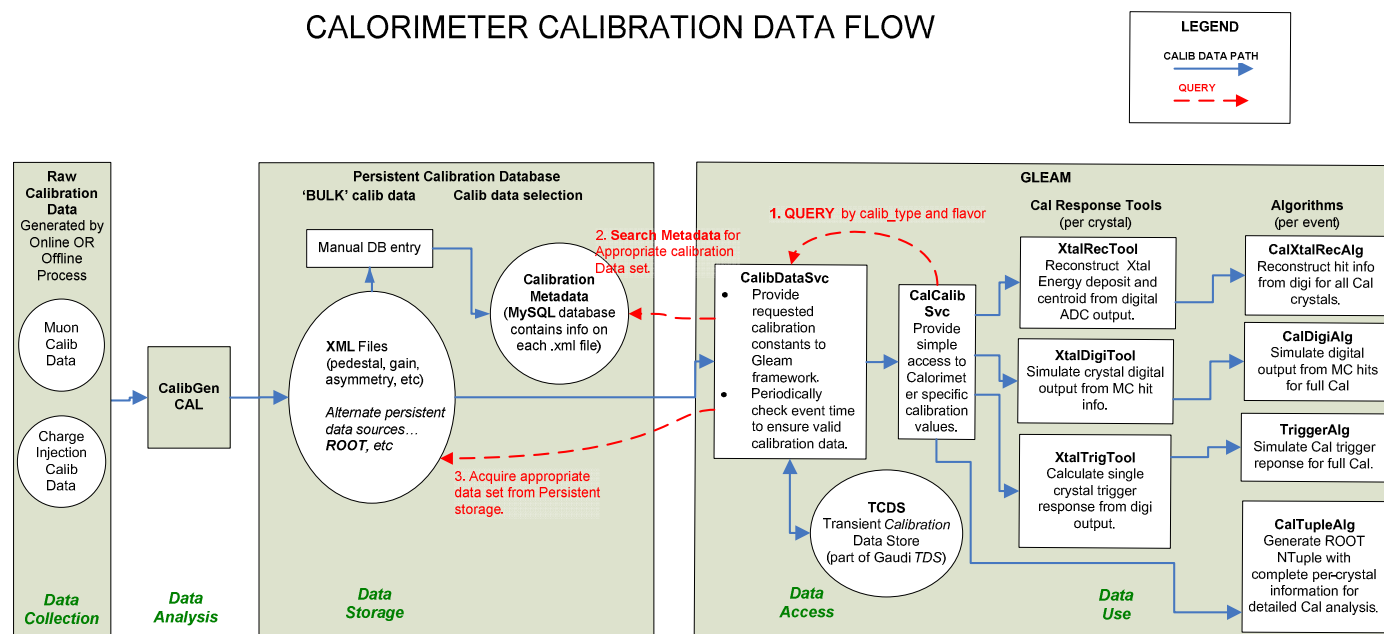 CALORIMETER CALIBRATION DATA FLOW
LEGEND
CALIB DATA PATH
QUERY
Raw
Calibration
Data
Generated by
Online OR
Offline
Process
Muon
Calib
Data
Charge
Injection
Calib
Data
Data
Collection
CalibGen
CAL
Data
Analysis
Persistent Calibration Database
'BULK' calib data
Calib data selection
Manual DB entry
XML Files
(pedestal, gain,
asymmetry, etc)
Alternate persistent
data sources…
ROOT, etc
Calibration
Metadata
(MySQL database
contains info on
each .xml file)
Data
Storage
2. Search Metadata for
Appropriate calibration
Data set.
3. Acquire appropriate
data set from Persistent
storage.
GLEAM
1. QUERY by calib_type and flavor
CalibDataSvc
• Provide
requested
calibration
constants to
Gleam
framework.
• Periodically
check event time
to ensure valid
calibration data.
CalCalib
Svc
Provide
simple
access to
Calorimet
er specific
calibration
values.
TCDS
Transient Calibration
Data Store
(part of Gaudi TDS)
Data
Access
Cal Response Tools
(per crystal)
XtalRecTool
Reconstruct Xtal
Energy deposit and
centroid from digital
ADC output.
XtalDigiTool
Simulate crystal digital
output from MC hit
info.
XtalTrigTool
Calculate single
crystal trigger
response from digi
output.
Data
Use
Algorithms
(per event)
CalXtalRecAlg
Reconstruct hit info
from digi for all Cal
crystals.
CalDigiAlg
Simulate digital
output from MC hits
for full Cal
TriggerAlg
Simulate Cal trigger
reponse for full Cal.
CalTupleAlg
Generate ROOT
NTuple with
complete per-crystal
information for
detailed Cal analysis.